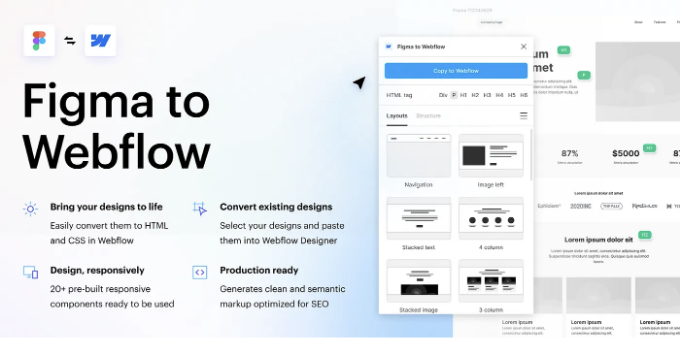 Figma to
Webflow
Bring your designs to life
Easily convert them to HTML
and CSS in Webflow
Convert existing designs
Select your designs and paste
them into Webflow Designer
Design, responsively
20+ pre-built responsive
components ready to be used
Production ready
Generates clean and semantic
markup optimized for SEO
Figma to Webflow
Copy to Webflow
HTML tag
Div P H1 H2 H3 H4 H5 H6
Layouts Structure
Navigation
Image left
Stacked text
4 column
Stacked image
3 column
um
met
87%
$5000
87
Lorem ipsum dolor sit amet
Lorem ipsum dolor sit
Lorem ipsum
Lorem ipsum
Lorem ipsum